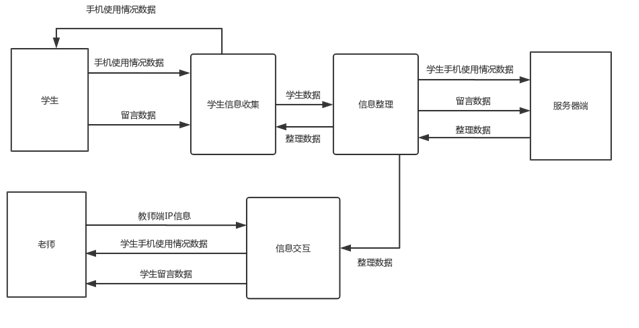 手机使用情况数据
学生
手机使用情况数据
留言数据
学生信息收集
学生数据
整理数据
信息整理
学生手机使用情况数据
留言数据
整理数据
服务器端
老师
教师端IP信息
学生手机使用情况数据
学生留言数据
信息交互
整理数据